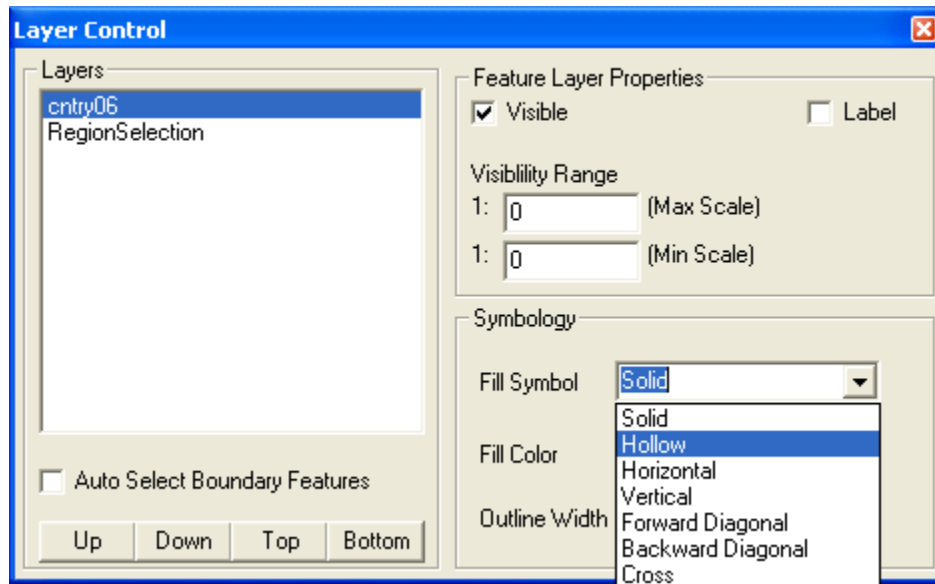 Layer Control
Layers
cntry06
RegionSelection
Auto Select Boundary Features
Up Down Top Bottom
Feature Layer Properties
Visible Label
Visiblility Range
1: 0 (Max Scale)
1: 0 (Min Scale)
Symbology
Fill Symbol Solid
Solid
Hollow
Fill Color
Horizontal
Vertical
Outline Width
Forward Diagonal
Backward Diagonal
Cross